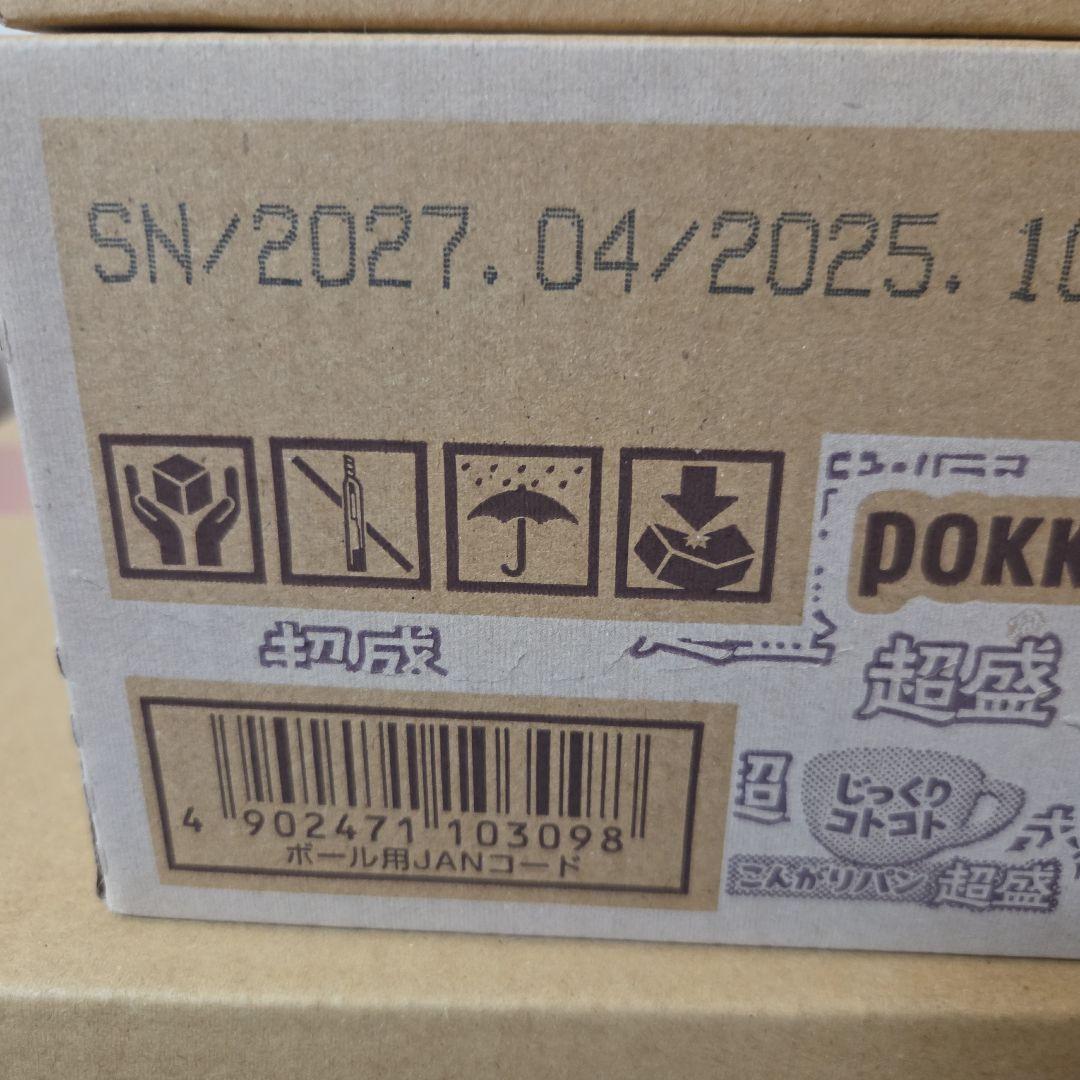 SN/2027.04/2025.10
POKK
超盛
超盛
超
じっくり
コトコト
こんがりパン 超盛
4 902471 103098
ボール用JANコード